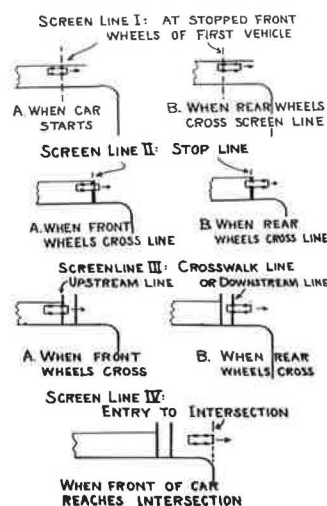 SCREEN LINE I: AT STOPPED FRONT
WHEELS OF FIRST VEHICLE
A. WHEN CAR
STARTS
B. WHEN REAR WHEELS
CROSS SCREEN LINE
SCREEN LINE II: STOP LINE
A. WHEN FRONT
WHEELS CROSS LINE
B. WHEN REAR
WHEELS CROSS LINE
SCREENLINE III: CROSSWALK LINE
UPSTREAM LINE
OR DOWNSTREAM LINE
A. WHEN FRONT
WHEELS CROSS
B. WHEN REAR
WHEELS CROSS
SCREEN LINE IV:
ENTRY TO INTERSECTION
WHEN FRONT OF CAR
REACHES INTERSECTION